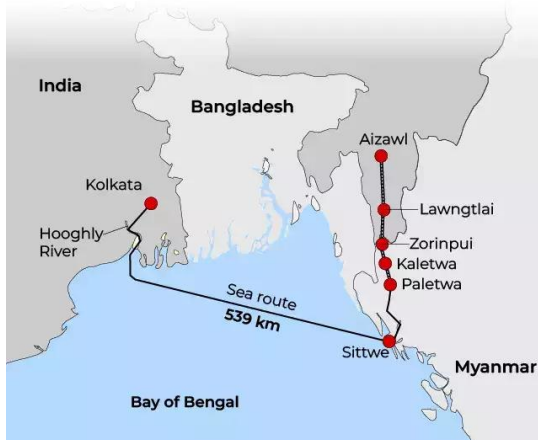 India
Bangladesh
Aizawl
Kolkata
Lawngtlai
Hooghly
River
Zorinpui
Kaletwa
Paletwa
Sea route
539 km
Sittwe
Myanmar
Bay of Bengal